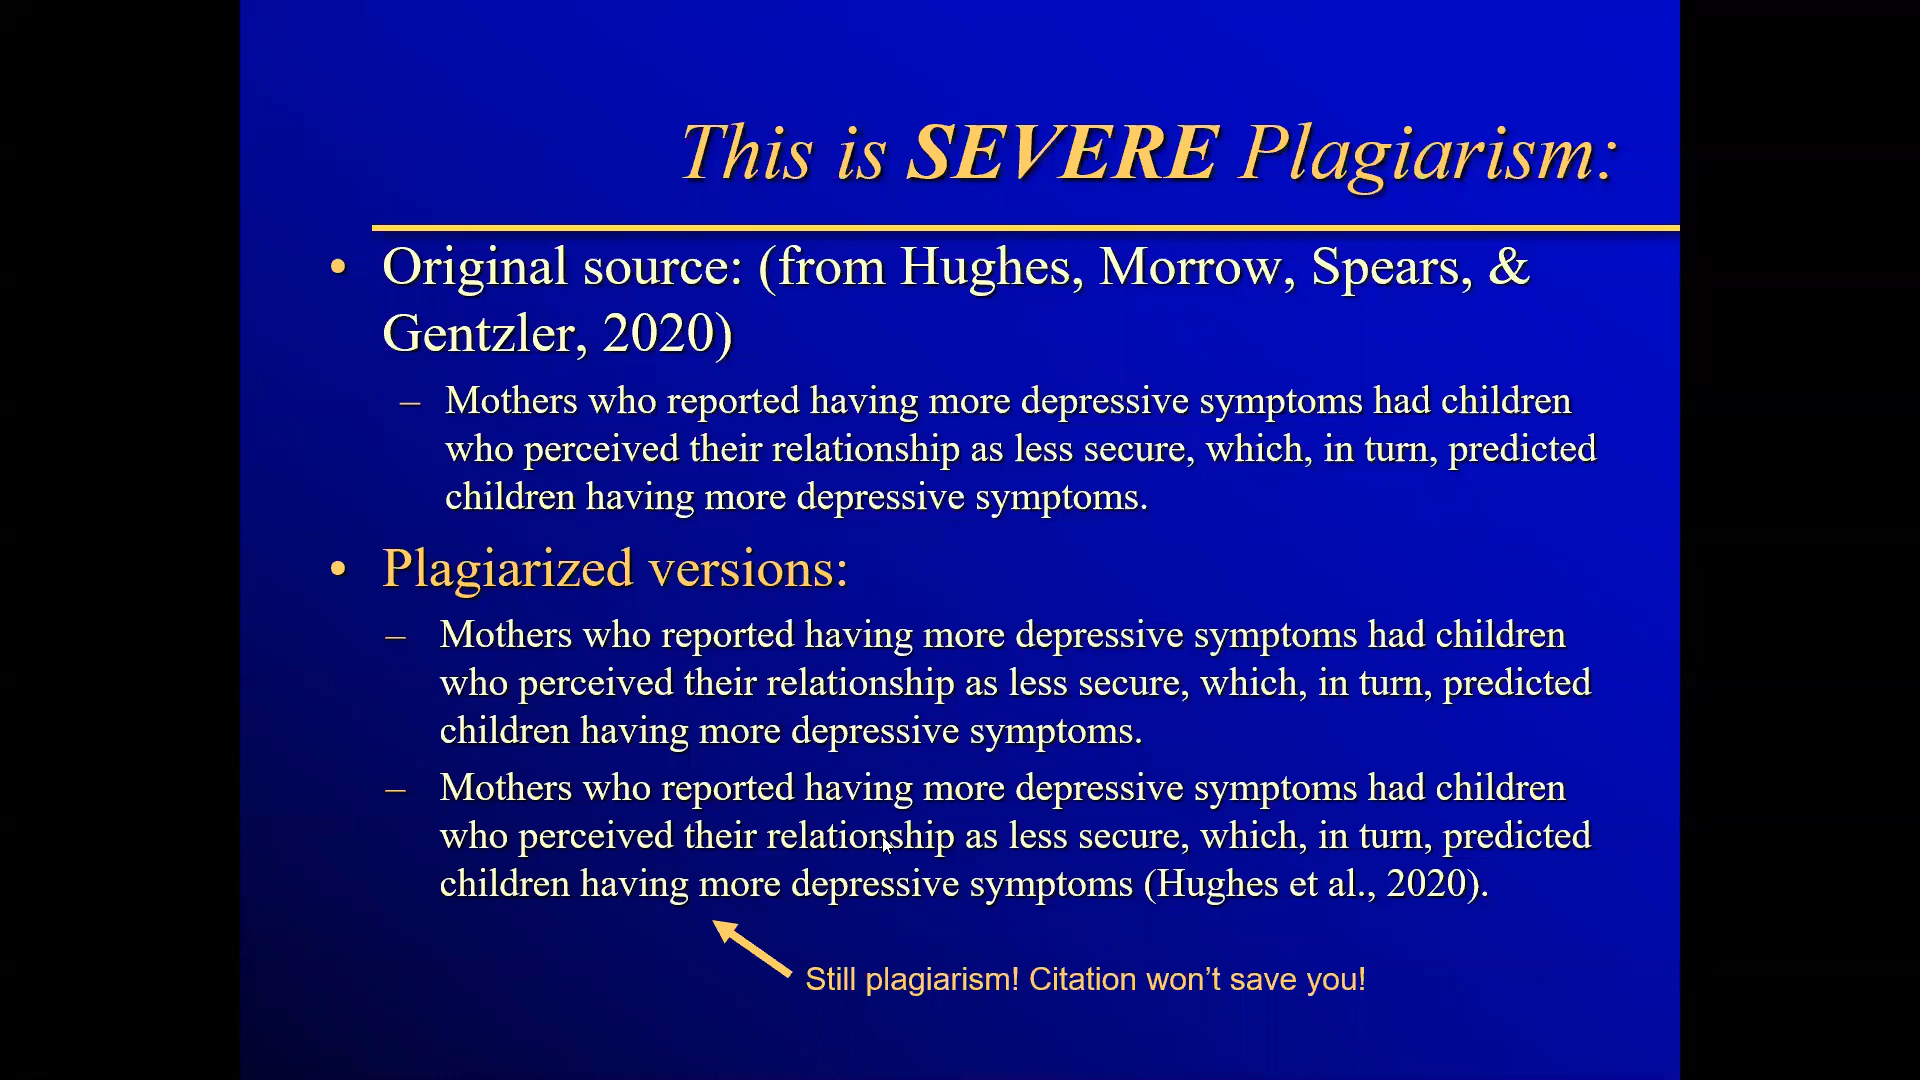 This is SEVERE Plagiarism:
• Original source: (from Hughes, Morrow, Spears, &
Gentzler, 2020)
– Mothers who reported having more depressive symptoms had children
who perceived their relationship as less secure, which, in turn, predicted
children having more depressive symptoms.
• Plagiarized versions:
– Mothers who reported having more depressive symptoms had children
who perceived their relationship as less secure, which, in turn, predicted
children having more depressive symptoms.
– Mothers who reported having more depressive symptoms had children
who perceived their relationship as less secure, which, in turn, predicted
children having more depressive symptoms (Hughes et al., 2020).
Still plagiarism! Citation won’t save you!